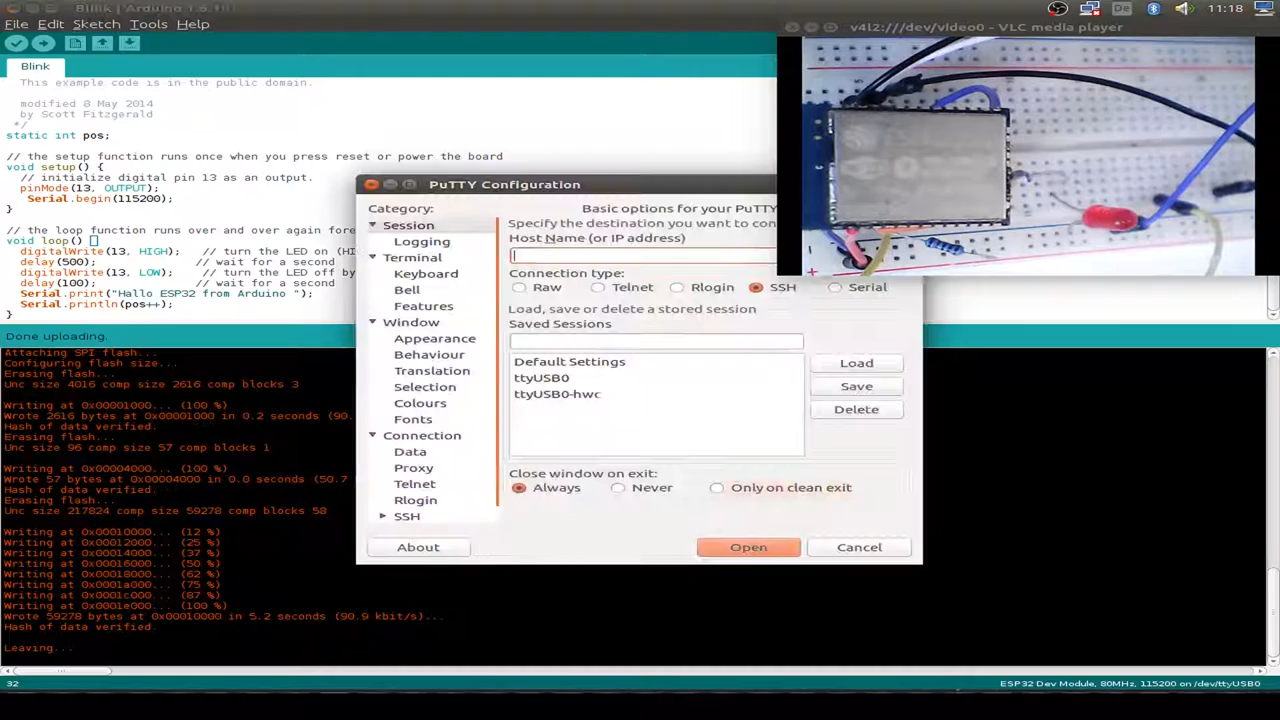 Blink | Arduino 1.6.10
De
11:18
File Edit Sketch Tools Help
v4l2:///dev/video0 - VLC media player
Blink
This example code is in the public domain.
modified 8 May 2014
by Scott Fitzgerald
*/
static int pos;
// the setup function runs once when you press reset or power the board
void setup() {
// initialize digital pin 13 as an output.
pinMode(13, OUTPUT);
Serial.begin(115200);
}
// the loop function runs over and over again fore
void loop() {
digitalWrite(13, HIGH); // turn the LED on (HI
delay(500); // wait for a second
digitalWrite(13, LOW); // turn the LED off by
delay(100); // wait for a second
Serial.print("Hallo ESP32 from Arduino ");
Serial.println(pos++);
}
Done uploading.
Attaching SPI flash...
Configuring flash size...
Erasing flash...
Unc size 4016 comp size 2616 comp blocks 3
Writing at 0x00001000... (100 %)
Wrote 2616 bytes at 0x00001000 in 0.2 seconds (90.
Hash of data verified.
Erasing flash...
Unc size 96 comp size 57 comp blocks 1
Writing at 0x00004000... (100 %)
Wrote 57 bytes at 0x00004000 in 0.0 seconds (50.7
Hash of data verified.
Erasing flash...
Unc size 217824 comp size 59278 comp blocks 58
Writing at 0x00010000... (12 %)
Writing at 0x00012000... (25 %)
Writing at 0x00014000... (37 %)
Writing at 0x00016000... (50 %)
Writing at 0x00018000... (62 %)
Writing at 0x0001a000... (75 %)
Writing at 0x0001c000... (87 %)
Writing at 0x0001e000... (100 %)
Wrote 59278 bytes at 0x00010000 in 5.2 seconds (90.9 kbit/s)...
Hash of data verified.
Leaving...
32
ESP32 Dev Module, 80MHz, 115200 on /dev/ttyUSB0
PuTTY Configuration
Category:
Session
Logging
Terminal
Keyboard
Bell
Features
Window
Appearance
Behaviour
Translation
Selection
Colours
Fonts
Connection
Data
Proxy
Telnet
Rlogin
SSH
Basic options for your PuTTY
Specify the destination you want to con
Host Name (or IP address)
Connection type:
Raw Telnet Rlogin SSH Serial
Load, save or delete a stored session
Saved Sessions
Default Settings
ttyUSB0
ttyUSB0-hwc
Load
Save
Delete
Close window on exit:
Always Never Only on clean exit
About
Open
Cancel